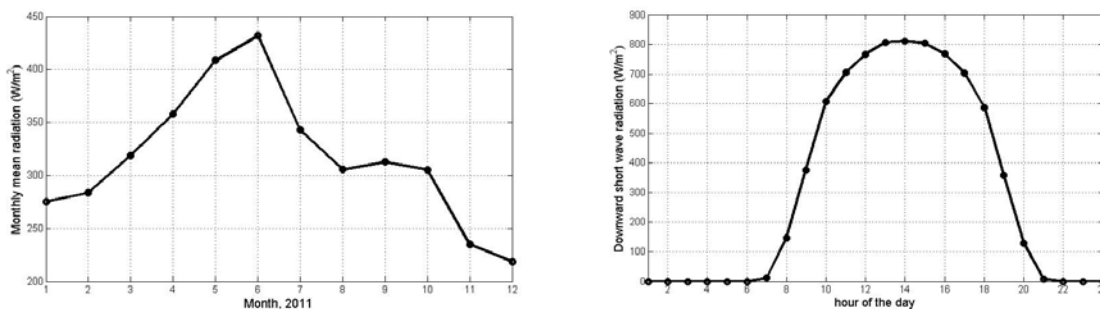 Monthly mean radiation (W/m²)
450
400
350
300
250
200
1 2 3 4 5 6 7 8 9 10 11 12
Month, 2011
Downward short wave radiation (W/m²)
900
800
700
600
500
400
300
200
100
0
2 4 6 8 10 12 14 16 18 20 22
hour of the day